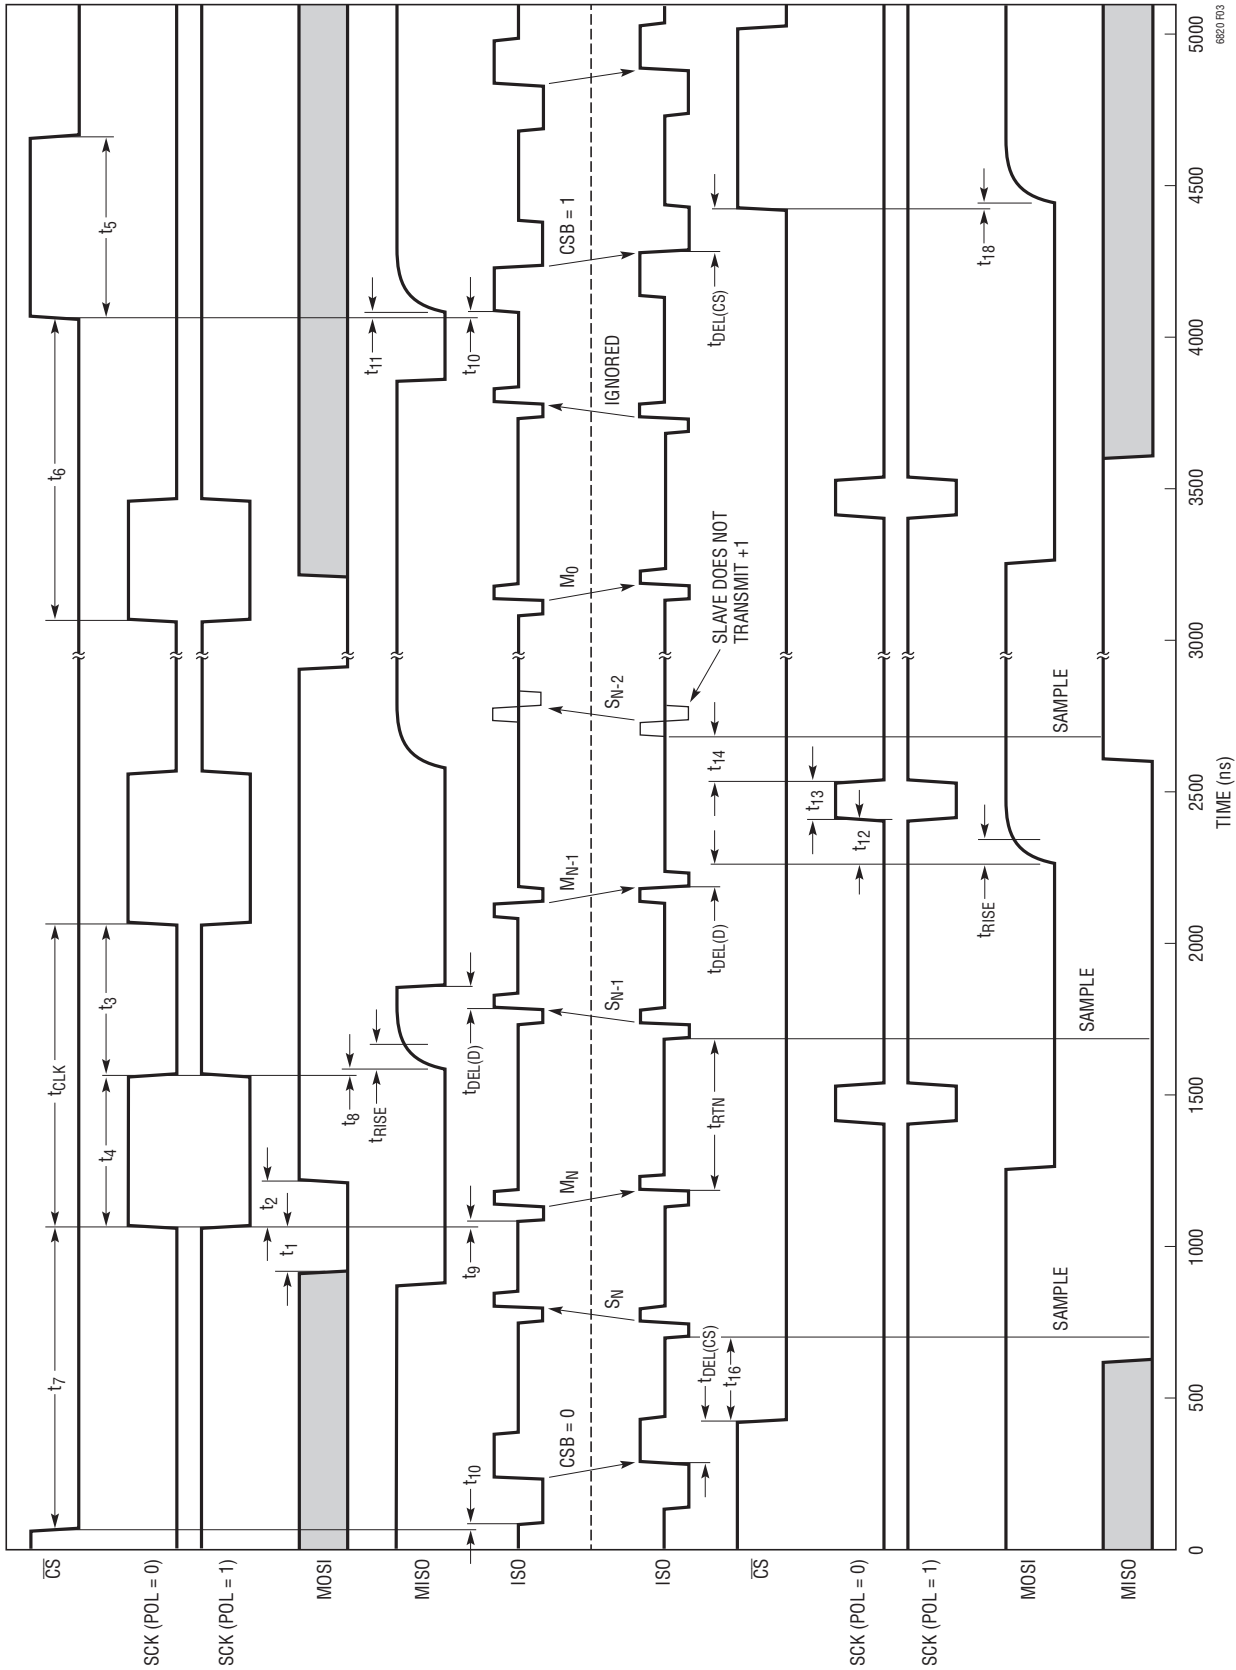 CS
SCK (POL = 0)
SCK (POL = 1)
MOSI
MISO
ISO
ISO
CS
SCK (POL = 0)
SCK (POL = 1)
MOSI
MISO
t7
tCLK
t6
t4
t3
t5
t1
t2
t8
tRISE
t11
t10
t9
tDEL(D)
t10
CSB = 0
SN
MN
SN-1
MN-1
SN-2
M0
IGNORED
CSB = 1
SLAVE DOES NOT
TRANSMIT +1
tDEL(CS)
t16
tRTN
tDEL(D)
t14
tDEL(CS)
t12
t13
tRISE
t18
SAMPLE
SAMPLE
SAMPLE
0
500
1000
1500
2000
2500
3000
3500
4000
4500
5000
TIME (ns)
6820 F03